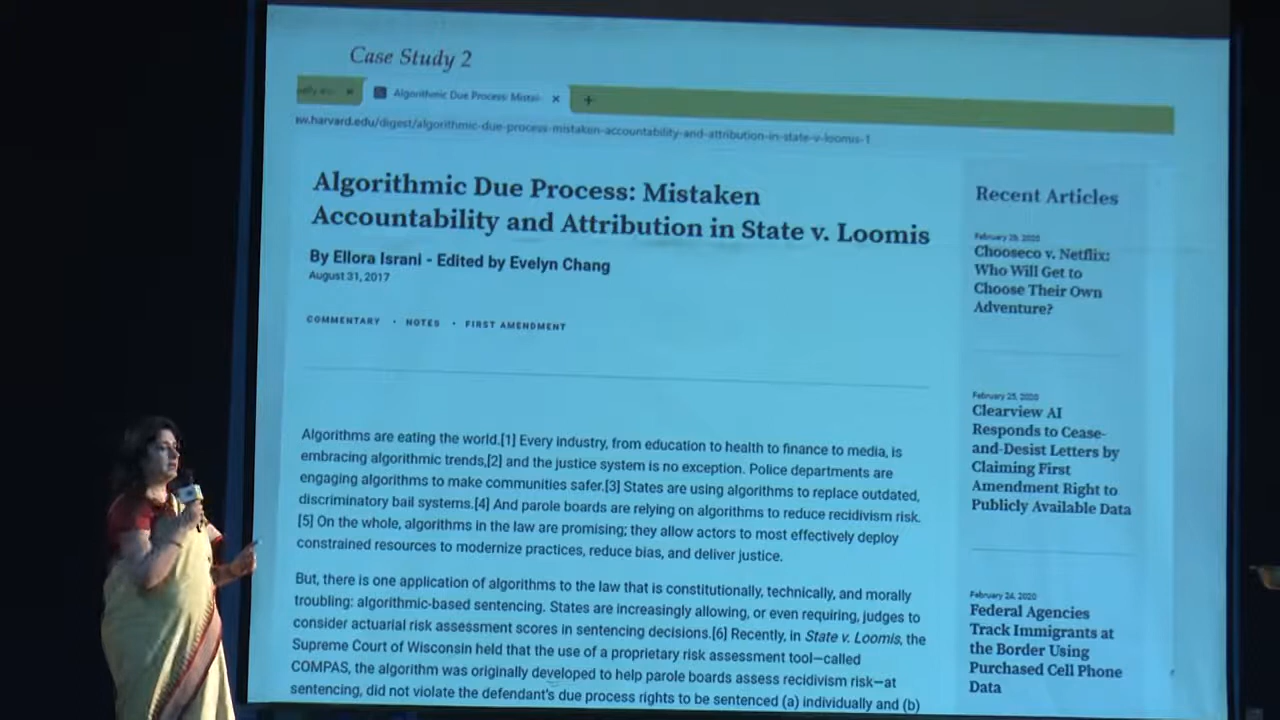 Case Study 2
Algorithmic Due Process: Mistak
w.harvard.edu/digest/algorithmic-due-process-mistaken-accountability-and-attribution-in-state-v-loomis-1
Algorithmic Due Process: Mistaken
Accountability and Attribution in State v. Loomis
By Ellora Israni - Edited by Evelyn Chang
August 31, 2017
COMMENTARY • NOTES • FIRST AMENDMENT
Algorithms are eating the world.[1] Every industry, from education to health to finance to media, is
embracing algorithmic trends,[2] and the justice system is no exception. Police departments are
engaging algorithms to make communities safer.[3] States are using algorithms to replace outdated,
discriminatory bail systems.[4] And parole boards are relying on algorithms to reduce recidivism risk.
[5] On the whole, algorithms in the law are promising; they allow actors to most effectively deploy
constrained resources to modernize practices, reduce bias, and deliver justice.
But, there is one application of algorithms to the law that is constitutionally, technically, and morally
troubling: algorithmic-based sentencing. States are increasingly allowing, or even requiring, judges to
consider actuarial risk assessment scores in sentencing decisions.[6] Recently, in State v. Loomis, the
Supreme Court of Wisconsin held that the use of a proprietary risk assessment tool—called
COMPAS, the algorithm was originally developed to help parole boards assess recidivism risk—at
sentencing, did not violate the defendant's due process rights to be sentenced (a) individually and (b)
Recent Articles
February 2020
Chooseco v. Netflix:
Who Will Get to
Choose Their Own
Adventure?
February 25, 2020
Clearview AI
Responds to Cease-
and-Desist Letters by
Claiming First
Amendment Right to
Publicly Available Data
February 24, 2020
Federal Agencies
Track Immigrants at
the Border Using
Purchased Cell Phone
Data